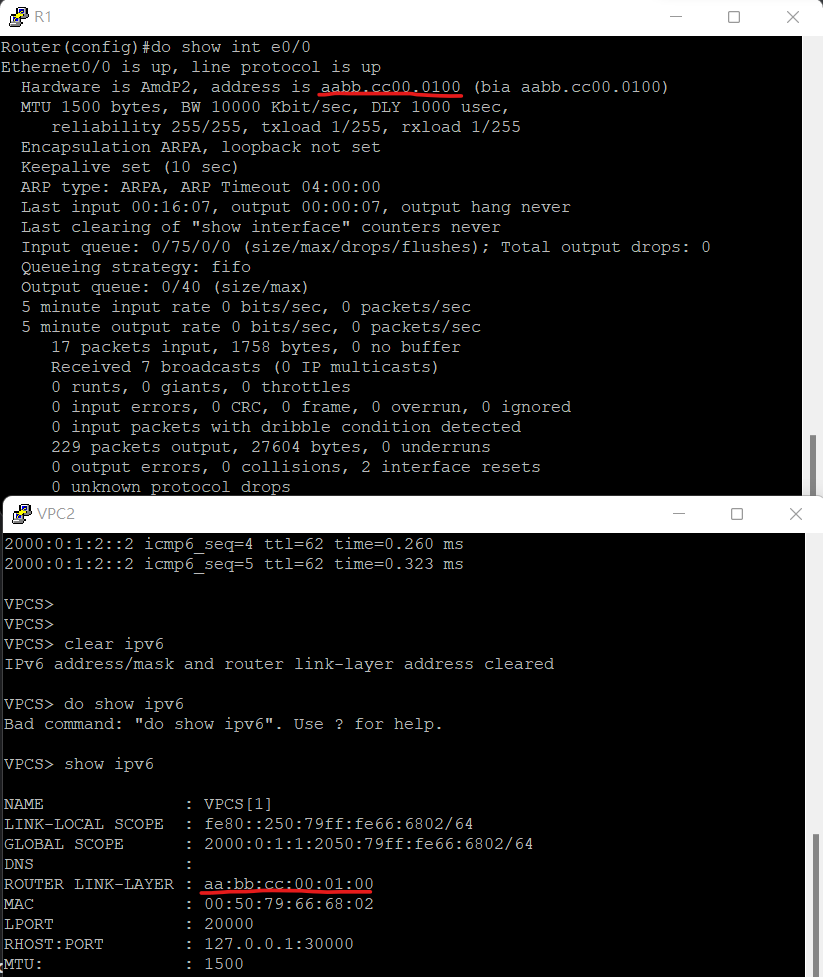 R1
Router(config)#do show int e0/0
Ethernet0/0 is up, line protocol is up
Hardware is AmdP2, address is aabb.cc00.0100 (bia aabb.cc00.0100)
MTU 1500 bytes, BW 10000 Kbit/sec, DLY 1000 usec,
reliability 255/255, txload 1/255, rxload 1/255
Encapsulation ARPA, loopback not set
Keepalive set (10 sec)
ARP type: ARPA, ARP Timeout 04:00:00
Last input 00:16:07, output 00:00:07, output hang never
Last clearing of "show interface" counters never
Input queue: 0/75/0/0 (size/max/drops/flushes); Total output drops: 0
Queueing strategy: fifo
Output queue: 0/40 (size/max)
5 minute input rate 0 bits/sec, 0 packets/sec
5 minute output rate 0 bits/sec, 0 packets/sec
17 packets input, 1758 bytes, 0 no buffer
Received 7 broadcasts (0 IP multicasts)
0 runts, 0 giants, 0 throttles
0 input errors, 0 CRC, 0 frame, 0 overrun, 0 ignored
0 input packets with dribble condition detected
229 packets output, 27604 bytes, 0 underruns
0 output errors, 0 collisions, 2 interface resets
0 unknown protocol drops
VPC2
2000:0:1:2::2 icmp6_seq=4 ttl=62 time=0.260 ms
2000:0:1:2::2 icmp6_seq=5 ttl=62 time=0.323 ms
VPCS>
VPCS>
VPCS> clear ipv6
IPv6 address/mask and router link-layer address cleared
VPCS> do show ipv6
Bad command: "do show ipv6". Use ? for help.
VPCS> show ipv6
NAME : VPCS[1]
LINK-LOCAL SCOPE : fe80::250:79ff:fe66:6802/64
GLOBAL SCOPE : 2000:0:1:1:2050:79ff:fe66:6802/64
DNS :
ROUTER LINK-LAYER : aa:bb:cc:00:01:00
MAC : 00:50:79:66:68:02
LPORT : 20000
RHOST:PORT : 127.0.0.1:30000
MTU: : 1500